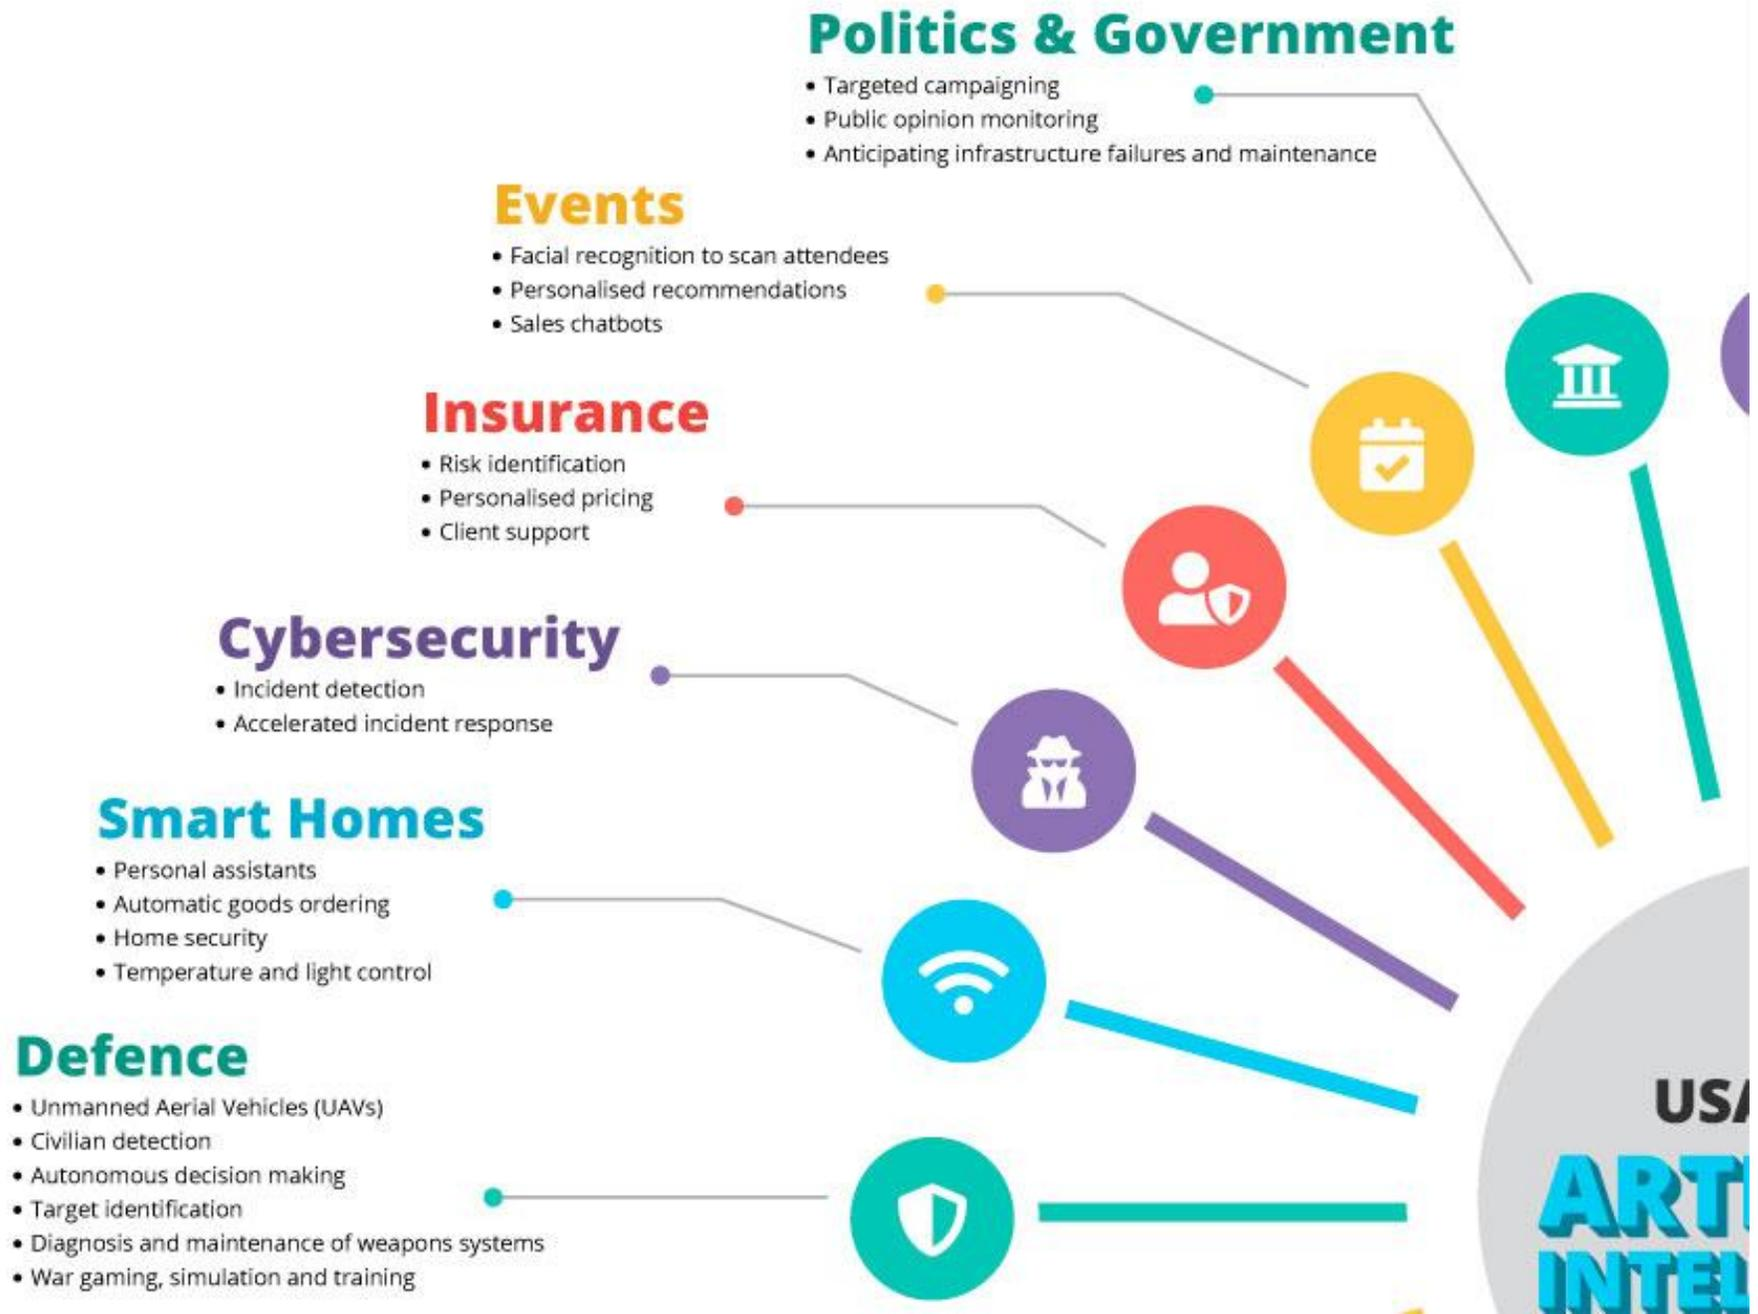 Politics & Government
• Targeted campaigning
• Public opinion monitoring
• Anticipating infrastructure failures and maintenance
Events
• Facial recognition to scan attendees
• Personalised recommendations
• Sales chatbots
Insurance
• Risk identification
• Personalised pricing
• Client support
Cybersecurity
• Incident detection
• Accelerated incident response
Smart Homes
• Personal assistants
• Automatic goods ordering
• Home security
• Temperature and light control
Defence
• Unmanned Aerial Vehicles (UAVs)
• Civilian detection
• Autonomous decision making
• Target identification
• Diagnosis and maintenance of weapons systems
• War gaming, simulation and training
USA
ARTI
INTEL